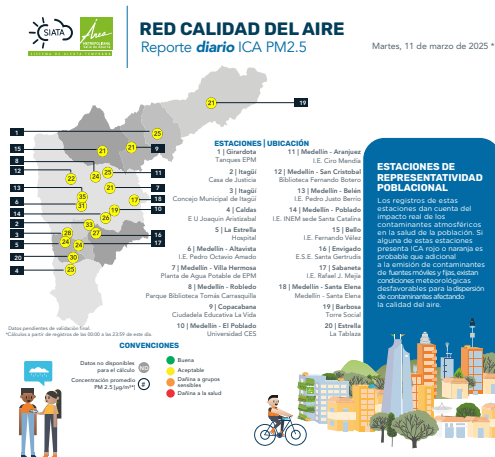 SIATA
Área
METROPOLITANA
Valle de Aburrá
RED CALIDAD DEL AIRE
Reporte diario ICA PM2.5
Martes, 11 de marzo de 2025 *
21
19
1
25
15
21
21
9
8
12
22
24
25
11
13
21
7
35
17
18
6
31
19
10
14
26
2
33
3
28
27
16
24
24
17
20
30
4
25
ESTACIONES | UBICACIÓN
1 | Girardota
Tanques EPM
2 | Itagüí
Casa de Justicia
3 | Itagüí
Concejo Municipal de Itagüí
4 | Caldas
E U Joaquín Aristizabal
5 | La Estrella
Hospital
6 | Medellín - Altavista
I.E. Pedro Octavio Amado
7 | Medellín - Villa Hermosa
Planta de Agua Potable de EPM
8 | Medellín - Robledo
Parque Biblioteca Tomás Carrasquilla
9 | Copacabana
Ciudadela Educativa La Vida
10 | Medellín - El Poblado
Universidad CES
11 | Medellín - Aranjuez
I.E. Ciro Mendía
12 | Medellín - San Cristobal
Biblioteca Fernando Botero
13 | Medellín - Belén
I.E. Pedro Justo Berrio
14 | Medellín - Poblado
I.E. INEM sede Santa Catalina
15 | Bello
I.E. Fernando Vélez
16 | Envigado
E.S.E. Santa Gertrudis
17 | Sabaneta
I.E. Rafael J. Mejía
18 | Medellín - Santa Elena
Medellín - Santa Elena
19 | Barbosa
Torre Social
20 | Estrella
La Tablaza
ESTACIONES DE
REPRESENTATIVIDAD
POBLACIONAL
Los registros de estas
estaciones dan cuenta del
impacto real de los
contaminantes atmosféricos
en la salud de la población. Si
alguna de estas estaciones
presenta ICA rojo o naranja es
probable que adicional
a la emisión de contaminantes
de fuentes móviles y fijas, existan
condiciones meteorológicas
desfavorables para la dispersión
de contaminantes afectando
la calidad del aire.
Datos pendientes de validación final.
*Cálculos a partir de registros de las 00:00 a las 23:59 de este día.
CONVENCIONES
Datos no disponibles
para el cálculo
ND
Concentración promedio
PM 2.5 [μg/m³]
#
Buena
Aceptable
Dañina a grupos
sensibles
Dañina a la salud